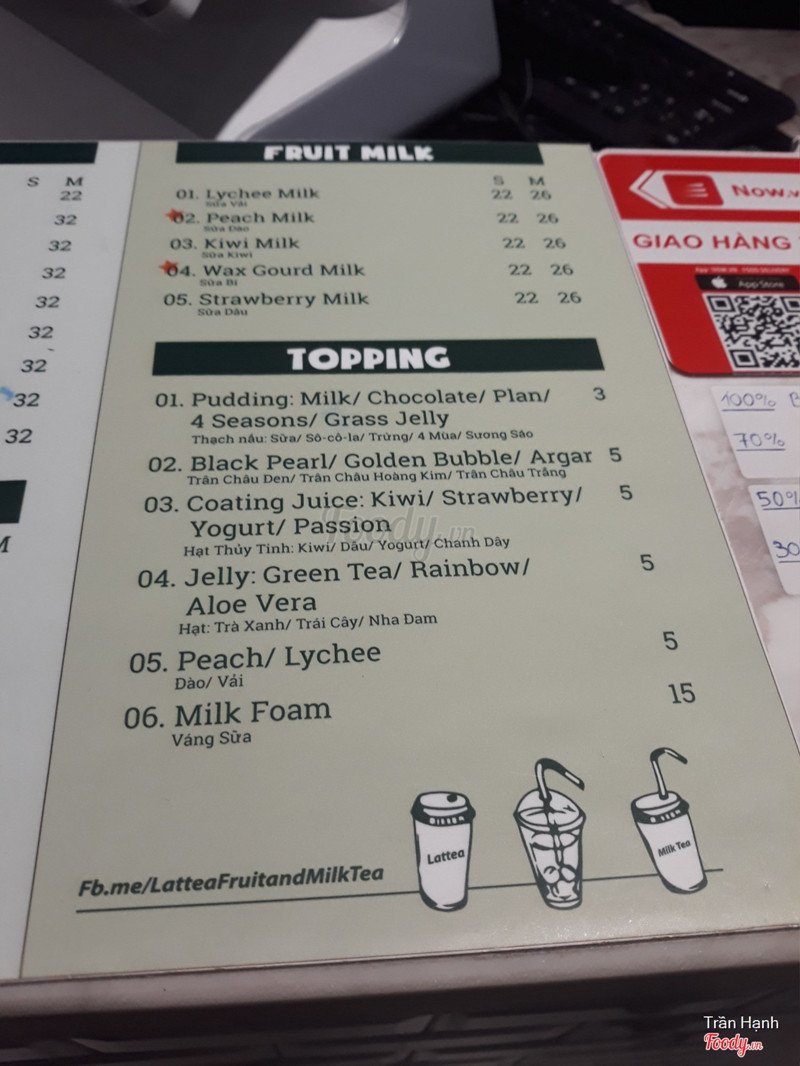 S M
22
32
32
32
32
32
32
32
32
M
FRUIT MILK
S M
01. Lychee Milk 22 26
Sữa Vải
02. Peach Milk 22 26
Sữa Đào
03. Kiwi Milk 22 26
Sữa Kiwi
04. Wax Gourd Milk 22 26
Sữa Bí
05. Strawberry Milk 22 26
Sữa Dâu
TOPPING
01. Pudding: Milk/ Chocolate/ Plan/ 3
4 Seasons/ Grass Jelly
Thạch nấu: Sữa/ Sô-cô-la/ Trứng/ 4 Mùa/ Sương Sáo
02. Black Pearl/ Golden Bubble/ Argar 5
Trân Châu Đen/ Trân Châu Hoàng Kim/ Trân Châu Trắng
03. Coating Juice: Kiwi/ Strawberry/ 5
Yogurt/ Passion
Hạt Thủy Tinh: Kiwi/ Dâu/ Yogurt/ Chanh Dây
04. Jelly: Green Tea/ Rainbow/ 5
Aloe Vera
Hạt: Trà Xanh/ Trái Cây/ Nha Đam
05. Peach/ Lychee 5
Đào/ Vải
06. Milk Foam 15
Váng Sữa
Lattea
Milk Tea
Fb.me/LatteaFruitandMilkTea
Now.v
GIAO HÀNG
App Store
100%
70%
50%
30
Foody.vn
Trần Hạnh
Foody.vn